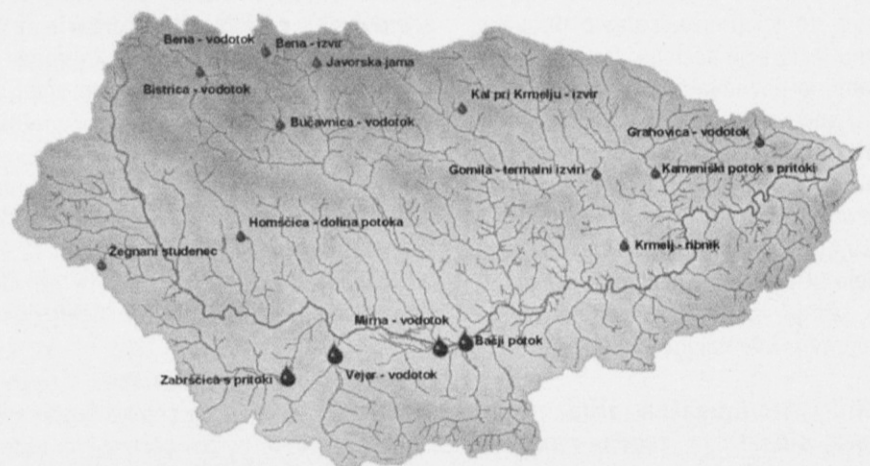 Bena - vodotok
Bena - izvir
Javorska jama
Bistrica - vodotok
Kal pri Krmelju - izvir
Bučavnica - vodotok
Grahovica - vodotok
Gomila - termalni izviri
Kameniški potok s pritoki
Homščica - dolina potoka
Žegnani studenec
Krmelj - ribnik
Mirna - vodotok
Bašji potok
Zabrščica s pritoki
Vejar - vodotok